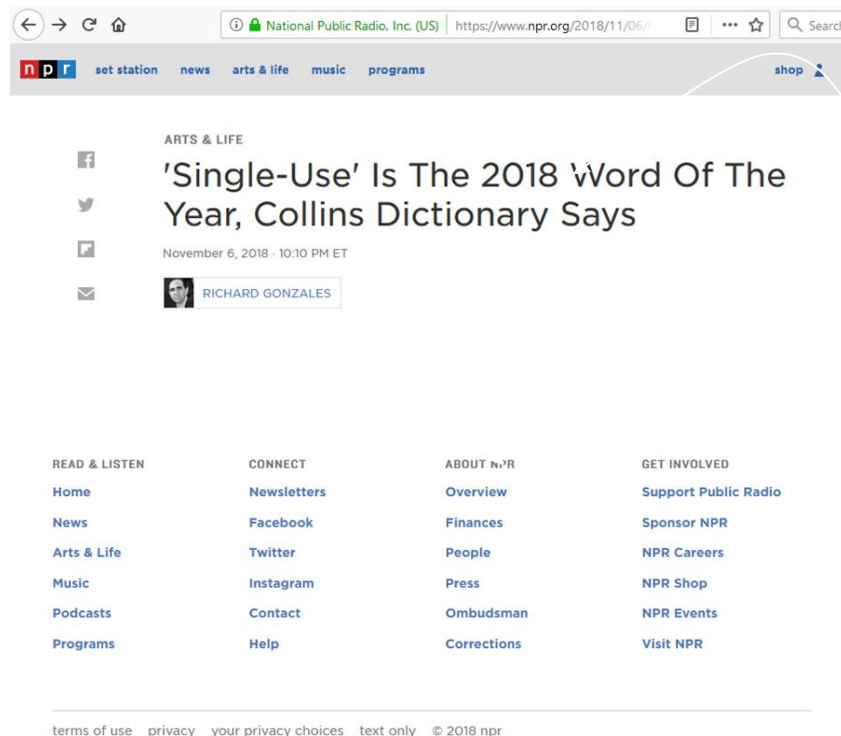 National Public Radio, Inc. (US) https://www.npr.org/2018/11/06/ Search
npr set station news arts & life music programs shop
ARTS & LIFE
'Single-Use' Is The 2018 Word Of The
Year, Collins Dictionary Says
November 6, 2018 · 10:10 PM ET
RICHARD GONZALES
READ & LISTEN CONNECT ABOUT NPR GET INVOLVED
Home Newsletters Overview Support Public Radio
News Facebook Finances Sponsor NPR
Arts & Life Twitter People NPR Careers
Music Instagram Press NPR Shop
Podcasts Contact Ombudsman NPR Events
Programs Help Corrections Visit NPR
terms of use privacy your privacy choices text only © 2018 npr